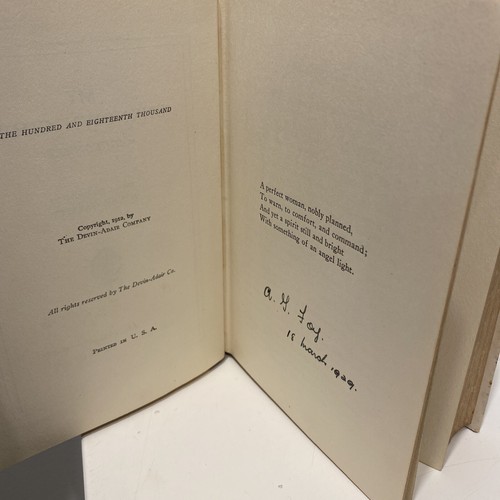 THE HUNDRED AND EIGHTEENTH THOUSAND
Copyright, 1912, by
THE DEVIN-ADAIR COMPANY
All rights reserved by The Devin-Adair Co.
PRINTED IN U. S. A.
A perfect woman, nobly planned,
To warn, to comfort, and command;
And yet a spirit still and bright
With something of an angel light.
A. G. Foy.
18 March, 1929.